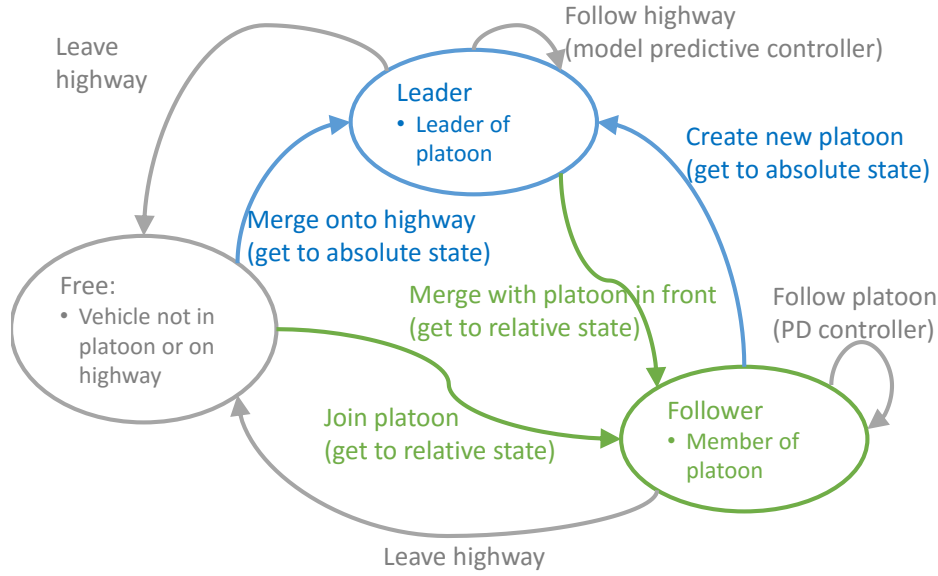 Follow highway
(model predictive controller)
Leave
highway
Leader
• Leader of
platoon
Create new platoon
(get to absolute state)
Merge onto highway
(get to absolute state)
Free:
• Vehicle not in
platoon or on
highway
Merge with platoon in front
(get to relative state)
Follow platoon
(PD controller)
Join platoon
(get to relative state)
Follower
• Member of
platoon
Leave highway